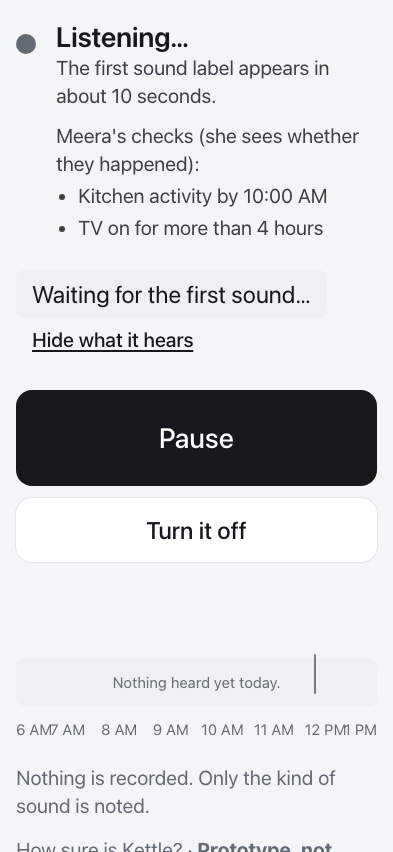 Listening...
The first sound label appears in
about 10 seconds.
Meera's checks (she sees whether
they happened):
• Kitchen activity by 10:00 AM
• TV on for more than 4 hours
Waiting for the first sound...
Hide what it hears
Pause
Turn it off
Nothing heard yet today.
6 AM 7 AM 8 AM 9 AM 10 AM 11 AM 12 PM 1 PM
Nothing is recorded. Only the kind of
sound is noted.
How sure is Kettle? · Prototype, not